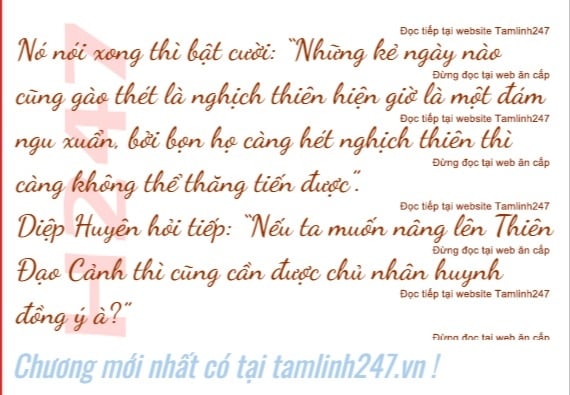 Đọc tiếp tại website Tamlinh247
Nó nói xong thì bật cười: “Những kẻ ngày nào
Đừng đọc tại web ăn cắp
cũng gào thét là nghịch thiên hiện giờ là một đám
Đọc tiếp tại website Tamlinh247
ngu xuẩn, bởi bọn họ càng hét nghịch thiên thì
Đừng đọc tại web ăn cắp
càng không thể thăng tiến được”.
Đọc tiếp tại website Tamlinh247
Diệp Huyên hỏi tiếp: “Nếu ta muốn nâng lên Thiên
Đừng đọc tại web ăn cắp
Đạo Cảnh thì cũng cần được chủ nhân huynh
Đọc tiếp tại website Tamlinh247
đồng ý à?”
Đừng đọc tại web ăn cắp
H247
Chương mới nhất có tại tamlinh247.vn !